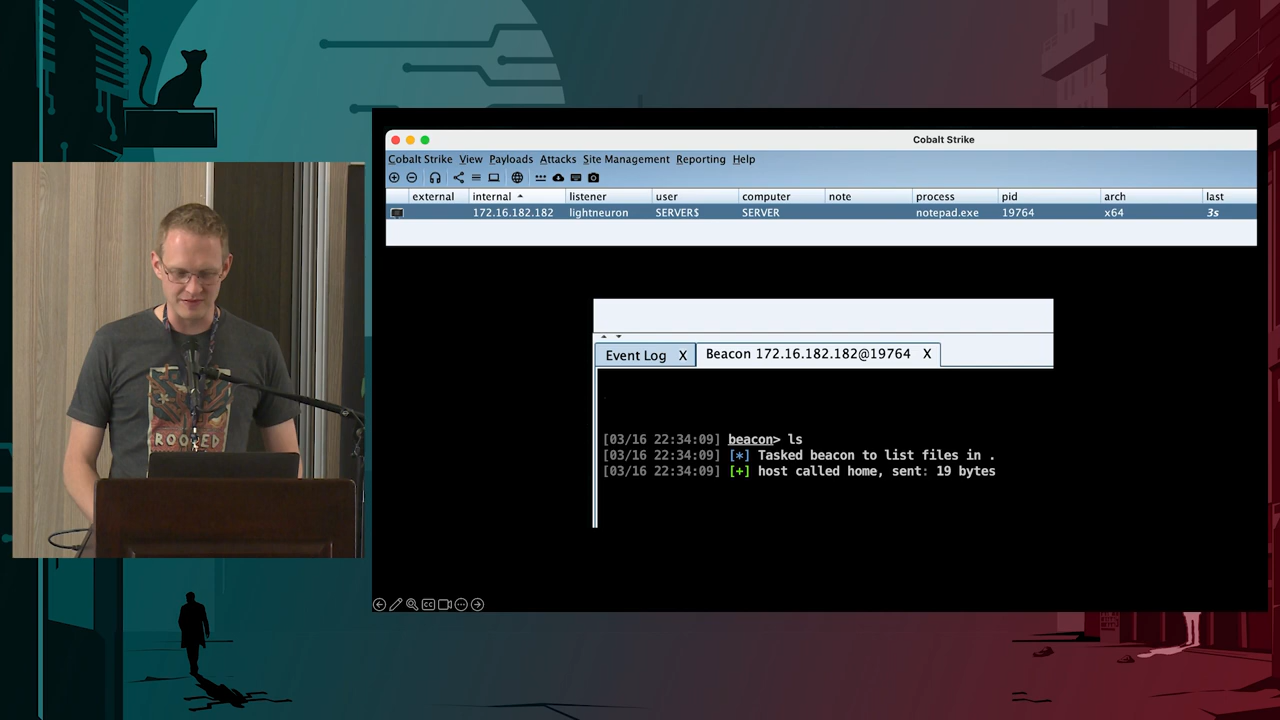 Cobalt Strike
Cobalt Strike View Payloads Attacks Site Management Reporting Help
external internal listener user computer note process pid arch last
172.16.182.182 lightneuron SERVER$ SERVER notepad.exe 19764 x64 3s
Event Log X Beacon 172.16.182.182@19764 X
[03/16 22:34:09] beacon> ls
[03/16 22:34:09] [*] Tasked beacon to list files in .
[03/16 22:34:09] [+] host called home, sent: 19 bytes
ROOTED
CC